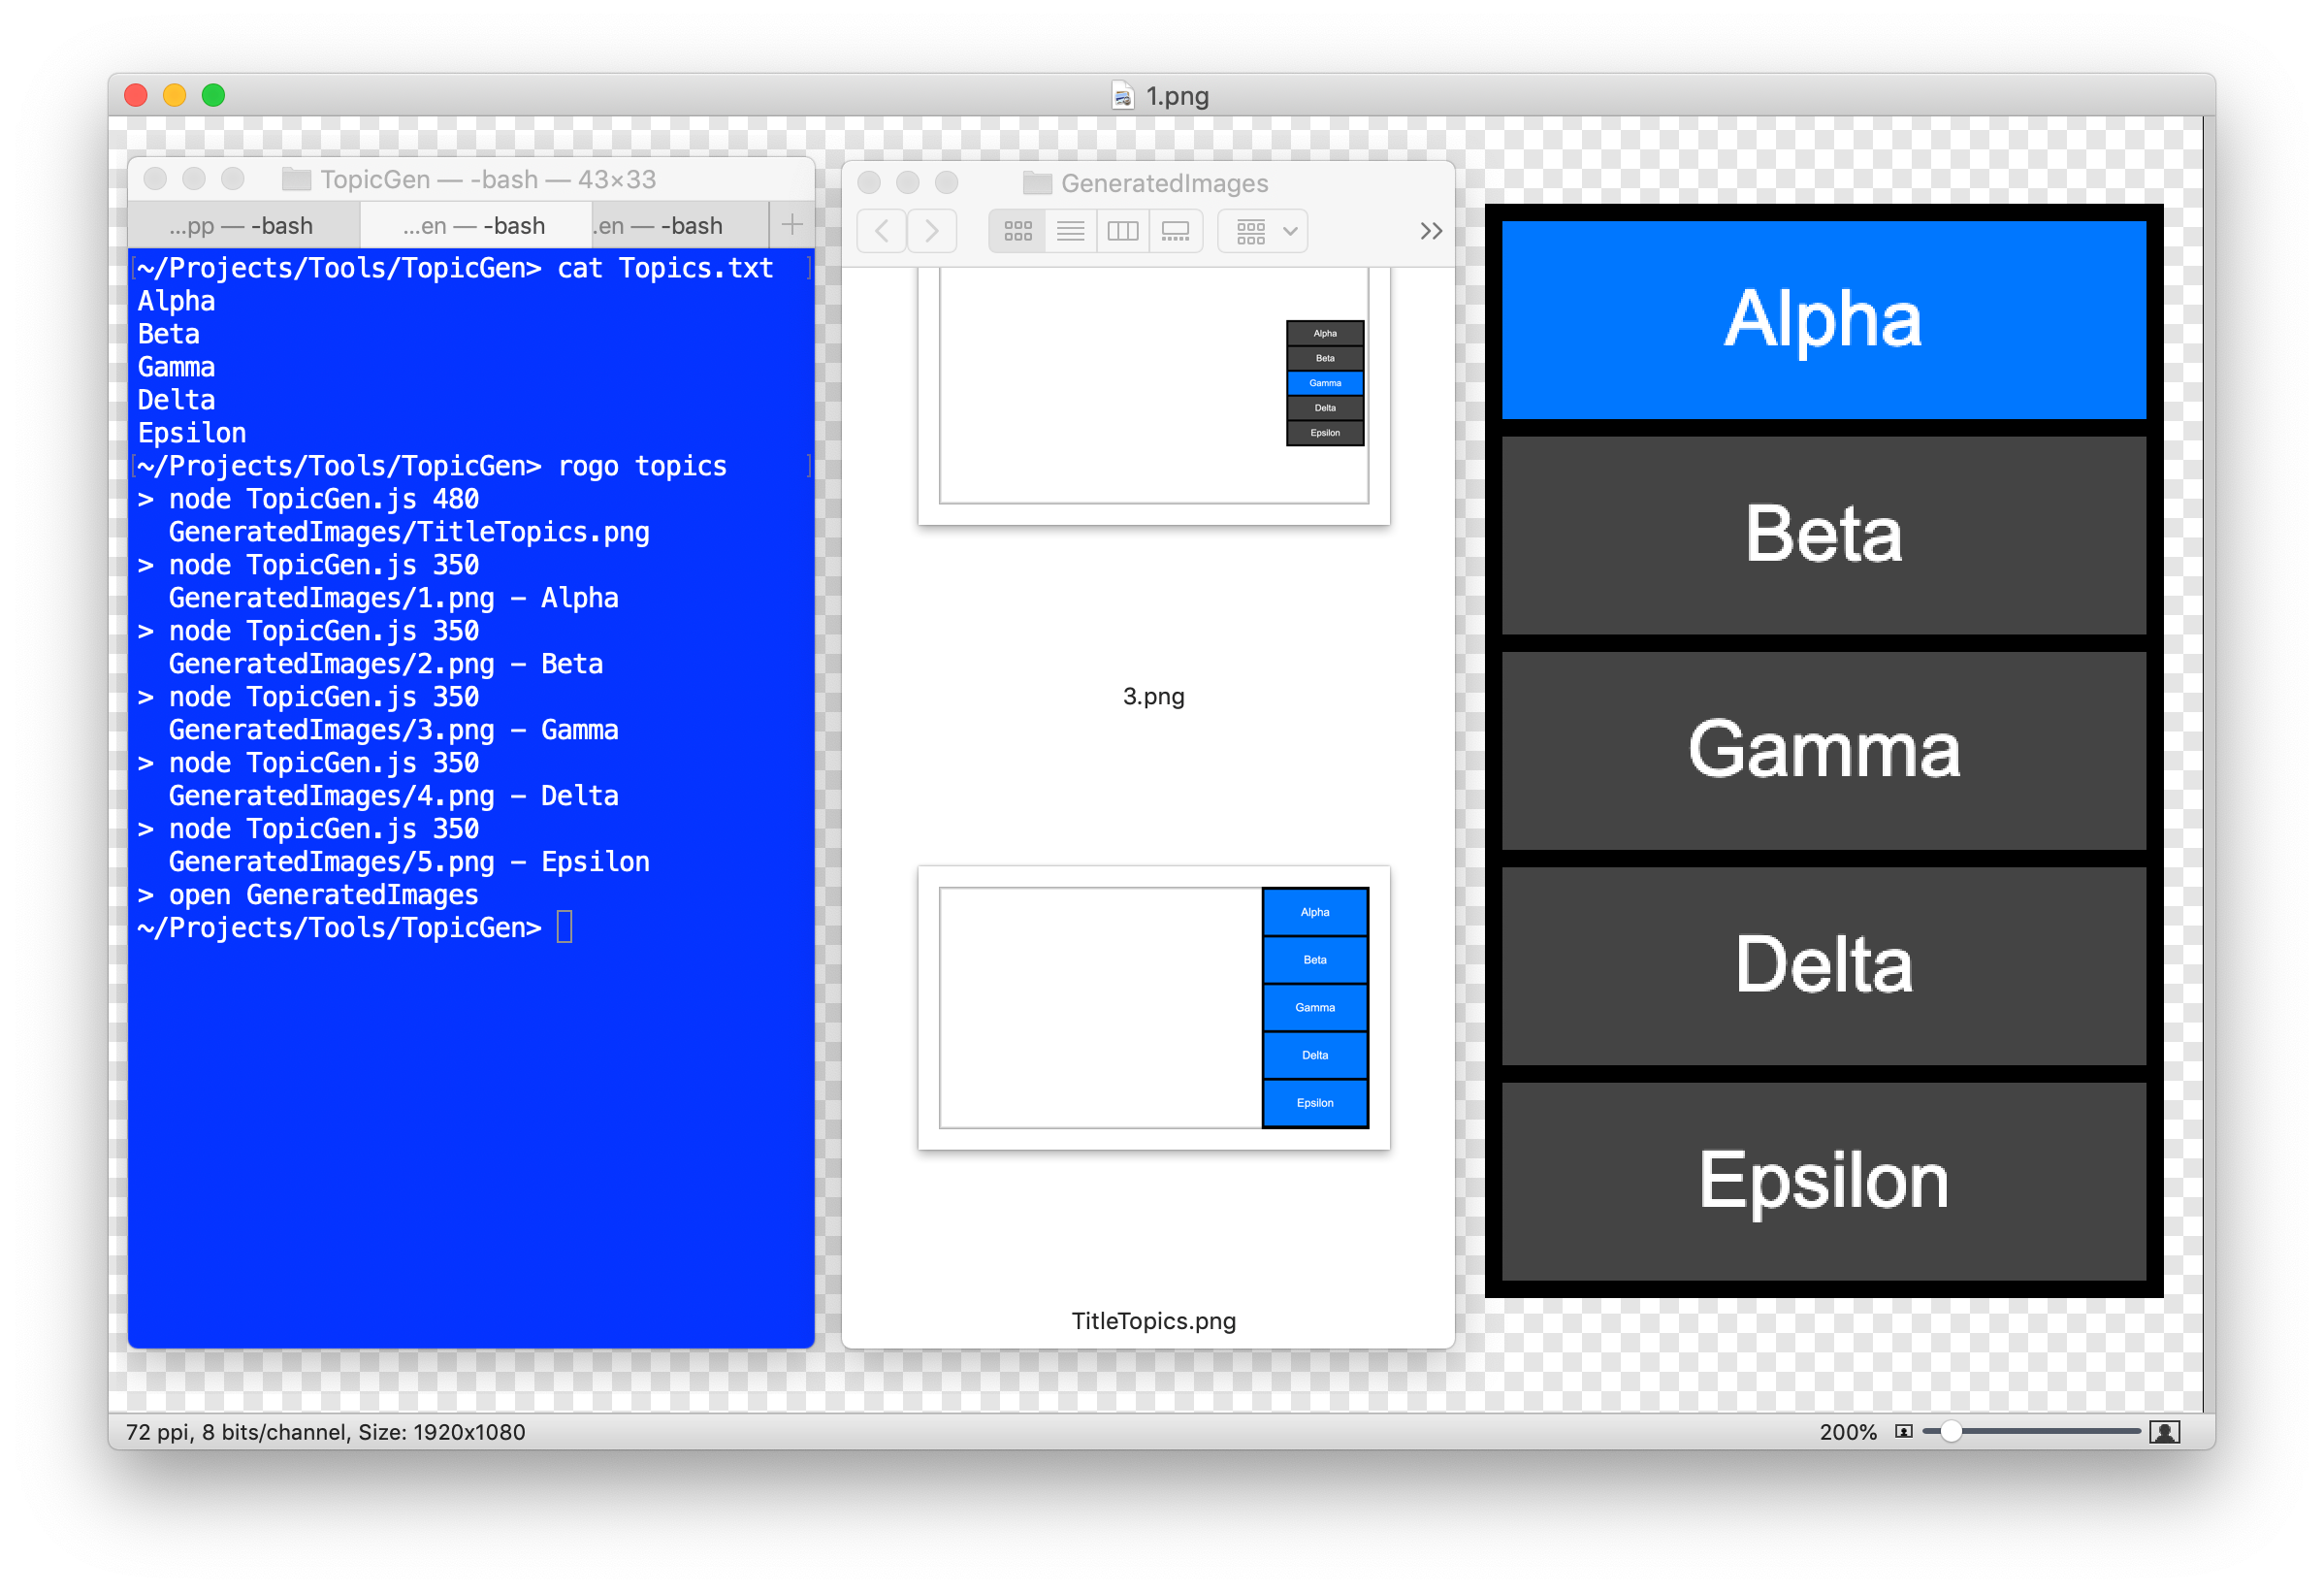 1.png
TopicGen — -bash — 43×33
...pp — -bash
...en — -bash
.en — -bash
~/Projects/Tools/TopicGen> cat Topics.txt
Alpha
Beta
Gamma
Delta
Epsilon
~/Projects/Tools/TopicGen> rogo topics
> node TopicGen.js 480
GeneratedImages/TitleTopics.png
> node TopicGen.js 350
GeneratedImages/1.png - Alpha
> node TopicGen.js 350
GeneratedImages/2.png - Beta
> node TopicGen.js 350
GeneratedImages/3.png - Gamma
> node TopicGen.js 350
GeneratedImages/4.png - Delta
> node TopicGen.js 350
GeneratedImages/5.png - Epsilon
> open GeneratedImages
~/Projects/Tools/TopicGen>
GeneratedImages
Alpha
Beta
Gamma
Delta
Epsilon
3.png
Alpha
Beta
Gamma
Delta
Epsilon
TitleTopics.png
Alpha
Beta
Gamma
Delta
Epsilon
72 ppi, 8 bits/channel, Size: 1920x1080
200%